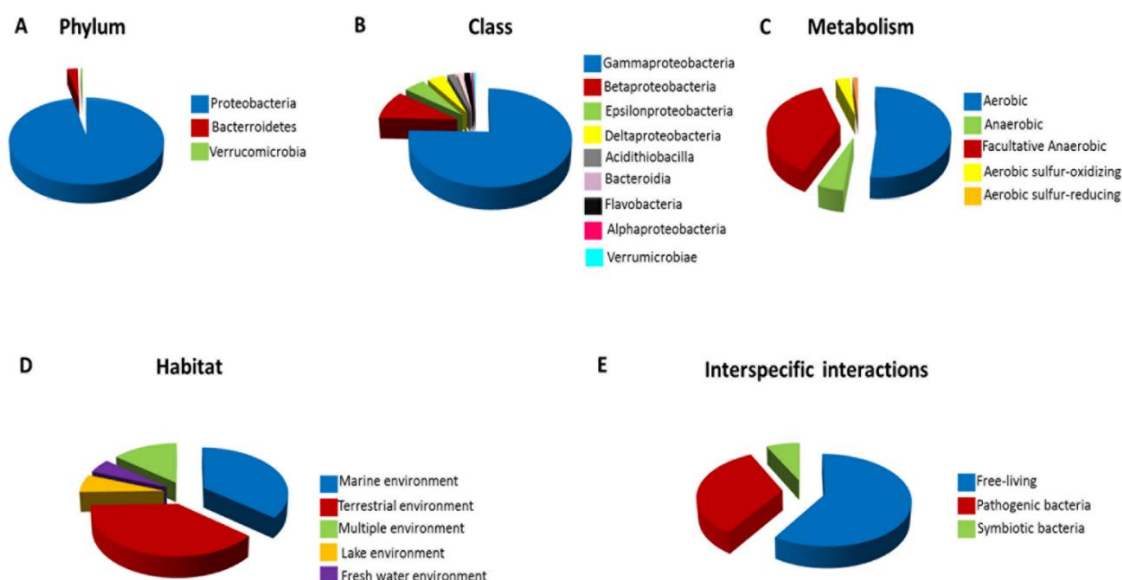 A Phylum
Proteobacteria
Bacterroidetes
Verrucomicrobia
B Class
Gammaproteobacteria
Betaproteobacteria
Epsilonproteobacteria
Deltaproteobacteria
Acidithiobacilla
Bacteroidia
Flavobacteria
Alphaproteobacteria
Verrumicrobiae
C Metabolism
Aerobic
Anaerobic
Facultative Anaerobic
Aerobic sulfur-oxidizing
Aerobic sulfur-reducing
D Habitat
Marine environment
Terrestrial environment
Multiple environment
Lake environment
Fresh water environment
E Interspecific interactions
Free-living
Pathogenic bacteria
Symbiotic bacteria